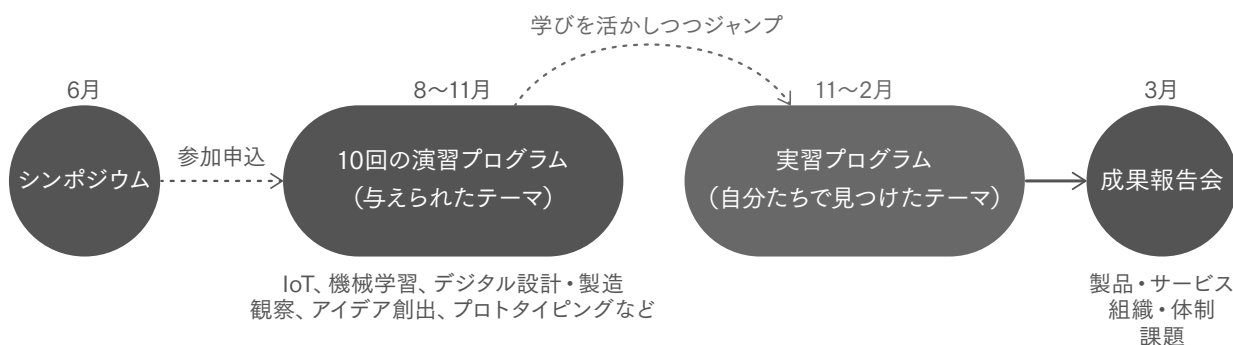 学びを活かしつつジャンプ
6月
8〜11月
11〜2月
3月
シンポジウム
参加申込
10回の演習プログラム
（与えられたテーマ）
実習プログラム
（自分たちで見つけたテーマ）
成果報告会
IoT、機械学習、デジタル設計・製造
観察、アイデア創出、プロトタイピングなど
製品・サービス
組織・体制
課題